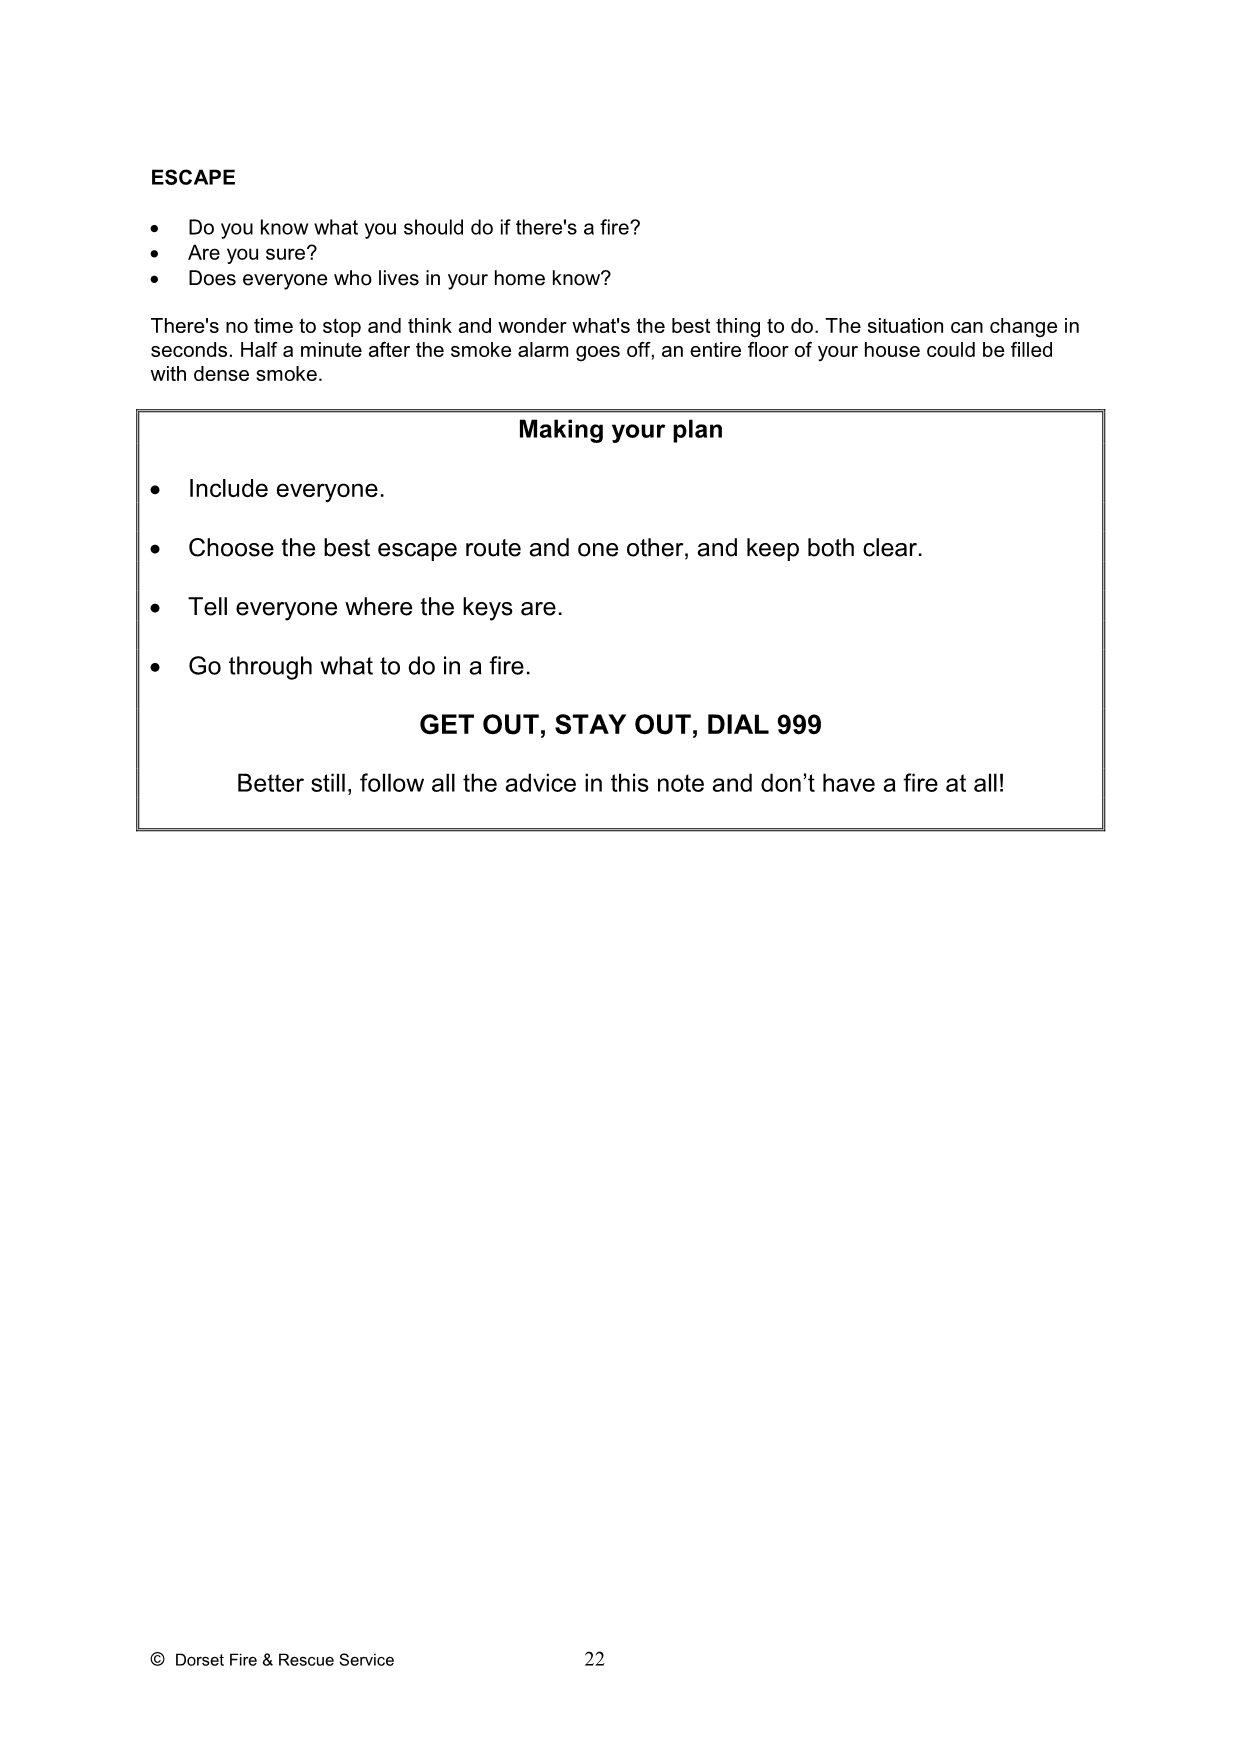 ESCAPE
• Do you know what you should do if there's a fire?
• Are you sure?
• Does everyone who lives in your home know?
There's no time to stop and think and wonder what's the best thing to do. The situation can change in
seconds. Half a minute after the smoke alarm goes off, an entire floor of your house could be filled
with dense smoke.
Making your plan
• Include everyone.
• Choose the best escape route and one other, and keep both clear.
• Tell everyone where the keys are.
• Go through what to do in a fire.
GET OUT, STAY OUT, DIAL 999
Better still, follow all the advice in this note and don’t have a fire at all!
© Dorset Fire & Rescue Service 22